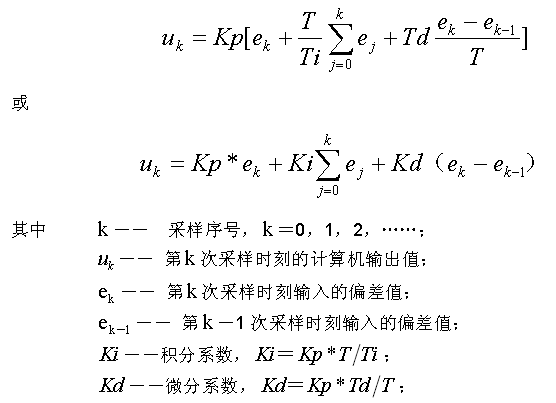 u_k = Kp[e_k + \frac{T}{Ti} \sum_{j=0}^{k} e_j + Td \frac{e_k - e_{k-1}}{T}]
或
u_k = Kp * e_k + Ki \sum_{j=0}^{k} e_j + Kd（e_k - e_{k-1}）
其中 k－－ 采样序号，k＝0，1，2，……；
u_k－－ 第k次采样时刻的计算机输出值；
e_k－－ 第k次采样时刻输入的偏差值；
e_{k-1}－－ 第k－1次采样时刻输入的偏差值；
Ki－－积分系数，Ki＝Kp*T/Ti；
Kd－－微分系数，Kd＝Kp*Td/T；